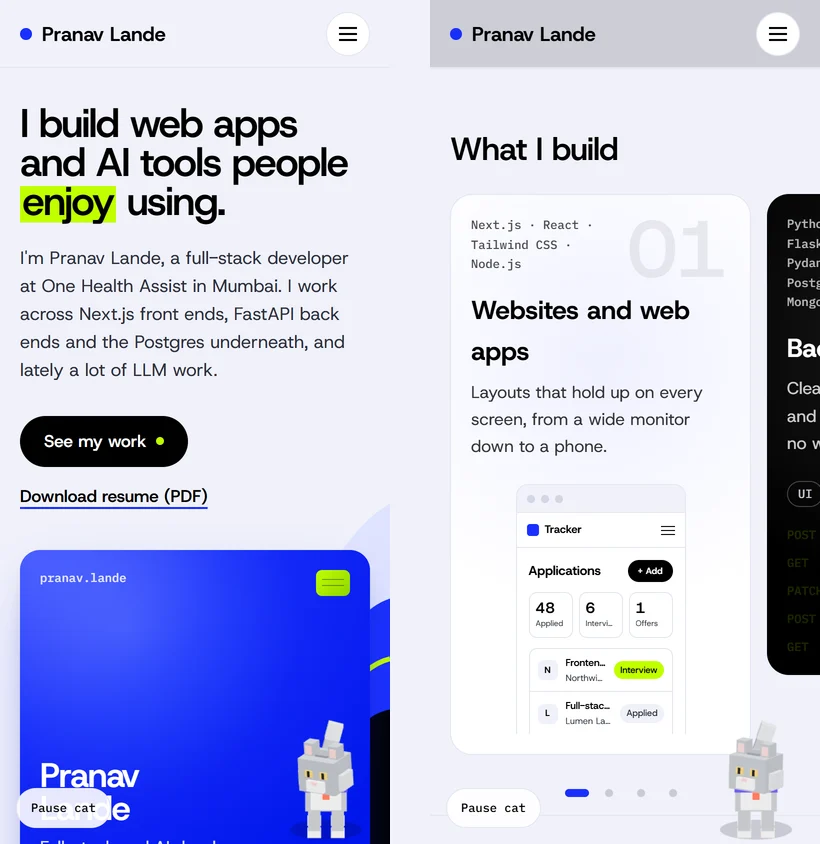 Pranav Lande
I build web apps
and AI tools people
enjoy using.
I'm Pranav Lande, a full-stack developer
at One Health Assist in Mumbai. I work
across Next.js front ends, FastAPI back
ends and the Postgres underneath, and
lately a lot of LLM work.
See my work
Download resume (PDF)
pranav.lande
Pranav
Pause cat
Pranav Lande
What I build
Next.js · React ·
Tailwind CSS ·
Node.js
01
Websites and web
apps
Layouts that hold up on every
screen, from a wide monitor
down to a phone.
Tracker
Applications
+ Add
48
Applied
6
Intervi...
1
Offers
N
Fronten...
Northwi...
Interview
L
Full-stac...
Lumen La...
Applied
Pause cat
Pytho
Flask
Pydan
Postg
Mongo
Bac
Clea
and
no w
UI
POST
GET
PATCH
POST
GET